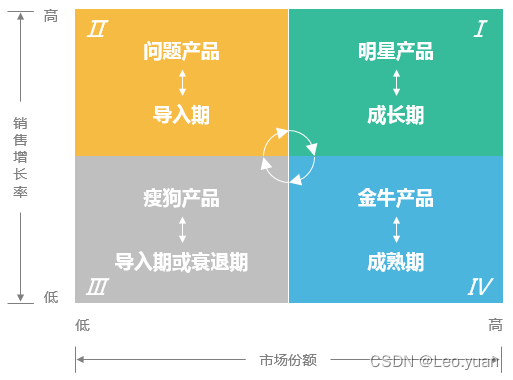 高
Ⅱ
Ⅰ
问题产品
明星产品
导入期
成长期
销售增长率
瘦狗产品
金牛产品
导入期或衰退期
成熟期
Ⅲ
Ⅳ
低
低
高
市场份额
CSDN @Leo.yuan